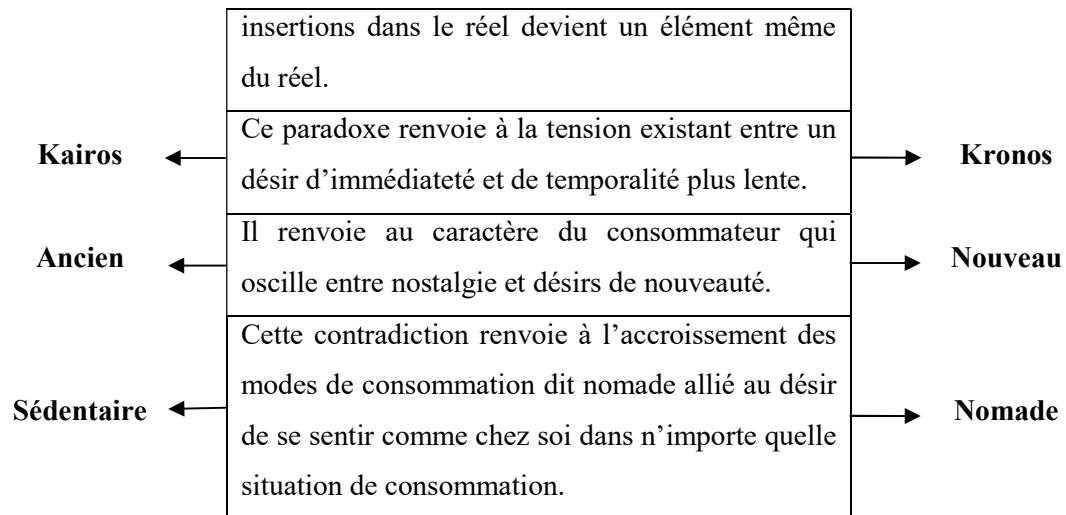 insertions dans le réel devient un élément même
du réel.
Ce paradoxe renvoie à la tension existant entre un
Kairos
Kronos
désir d’immédiateté et de temporalité plus lente.
Il renvoie au caractère du consommateur qui
Ancien
Nouveau
oscille entre nostalgie et désirs de nouveauté.
Cette contradiction renvoie à l’accroissement des
modes de consommation dit nomade allié au désir
Sédentaire
Nomade
de se sentir comme chez soi dans n’importe quelle
situation de consommation.